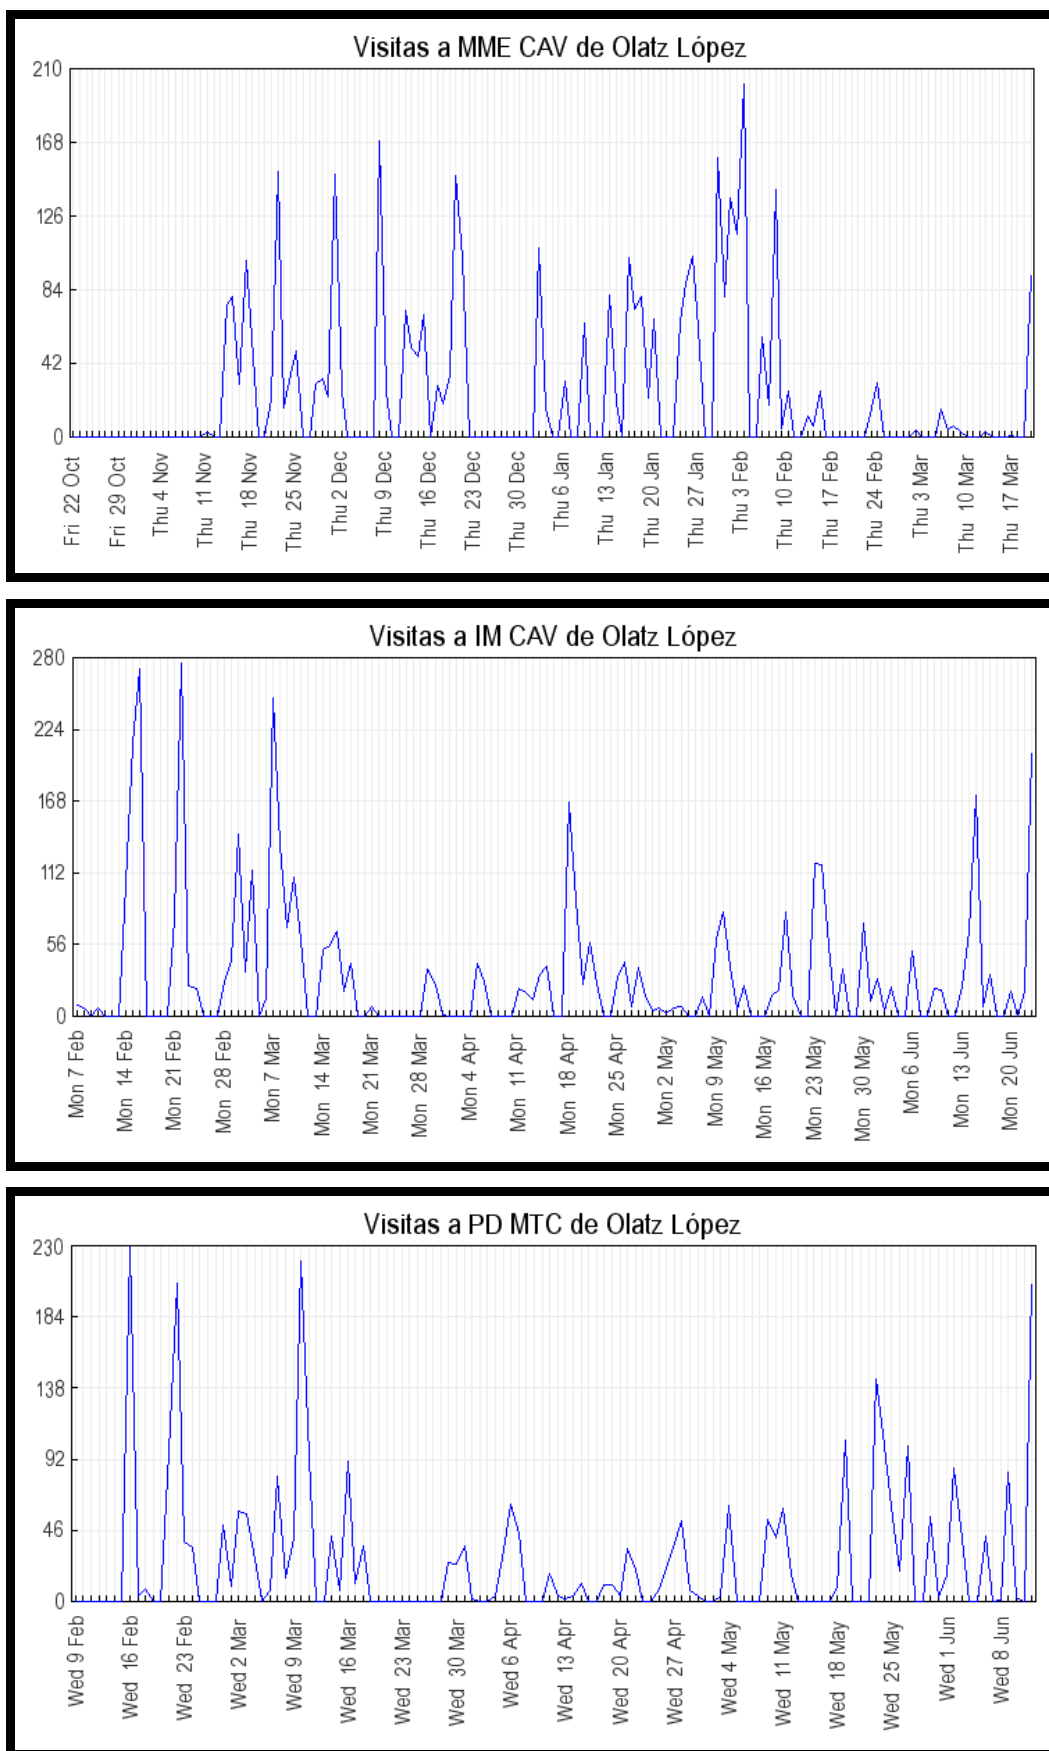 Visitas a MME CAV de Olatz López
210
168
126
84
42
0
Fri 22 Oct
Fri 29 Oct
Thu 4 Nov
Thu 11 Nov
Thu 18 Nov
Thu 25 Nov
Thu 2 Dec
Thu 9 Dec
Thu 16 Dec
Thu 23 Dec
Thu 30 Dec
Thu 6 Jan
Thu 13 Jan
Thu 20 Jan
Thu 27 Jan
Thu 3 Feb
Thu 10 Feb
Thu 17 Feb
Thu 24 Feb
Thu 3 Mar
Thu 10 Mar
Thu 17 Mar
Visitas a IM CAV de Olatz López
280
224
168
112
56
0
Mon 7 Feb
Mon 14 Feb
Mon 21 Feb
Mon 28 Feb
Mon 7 Mar
Mon 14 Mar
Mon 21 Mar
Mon 28 Mar
Mon 4 Apr
Mon 11 Apr
Mon 18 Apr
Mon 25 Apr
Mon 2 May
Mon 9 May
Mon 16 May
Mon 23 May
Mon 30 May
Mon 6 Jun
Mon 13 Jun
Mon 20 Jun
Visitas a PD MTC de Olatz López
230
184
138
92
46
0
Wed 9 Feb
Wed 16 Feb
Wed 23 Feb
Wed 2 Mar
Wed 9 Mar
Wed 16 Mar
Wed 23 Mar
Wed 30 Mar
Wed 6 Apr
Wed 13 Apr
Wed 20 Apr
Wed 27 Apr
Wed 4 May
Wed 11 May
Wed 18 May
Wed 25 May
Wed 1 Jun
Wed 8 Jun